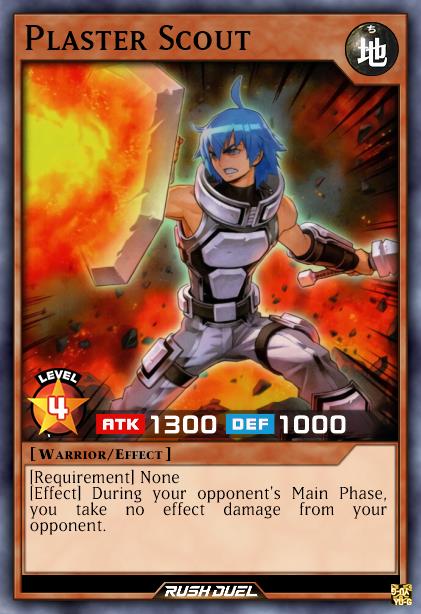 Plaster Scout
ち
地
LEVEL
4
ATK 1300 DEF 1000
[Warrior/Effect]
[Requirement] None
[Effect] During your opponent's Main Phase,
you take no effect damage from your
opponent.
RUSH DUEL